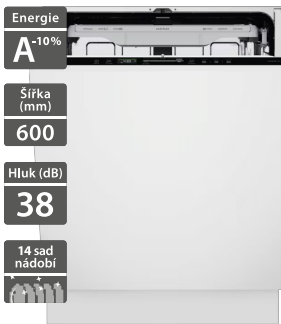 Energie
A-10%
Šířka
(mm)
600
Hluk (dB)
38
14 sad
nádobí